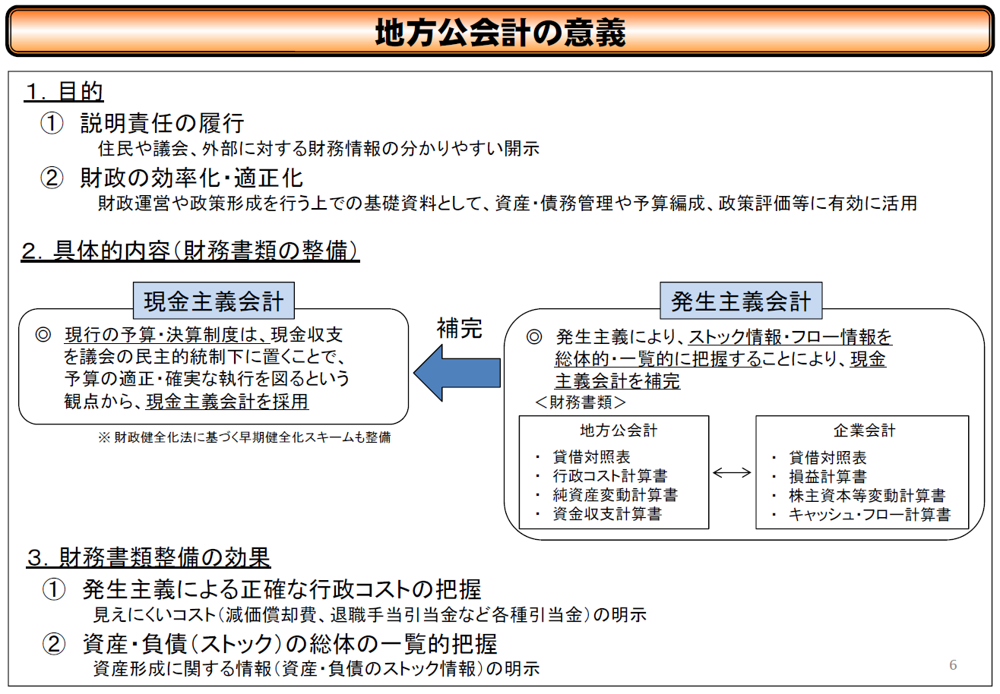 地方公会計の意義
１．目的
① 説明責任の履行
住民や議会、外部に対する財務情報の分かりやすい開示
② 財政の効率化・適正化
財政運営や政策形成を行う上での基礎資料として、資産・債務管理や予算編成、政策評価等に有効に活用
２．具体的内容（財務書類の整備）
現金主義会計
◎ 現行の予算・決算制度は、現金収支
を議会の民主的統制下に置くことで、
予算の適正・確実な執行を図るという
観点から、現金主義会計を採用
※ 財政健全化法に基づく早期健全化スキームも整備
補完
発生主義会計
◎ 発生主義により、ストック情報・フロー情報を
総体的・一覧的に把握することにより、現金
主義会計を補完
＜財務書類＞
地方公会計
・ 貸借対照表
・ 行政コスト計算書
・ 純資産変動計算書
・ 資金収支計算書
企業会計
・ 貸借対照表
・ 損益計算書
・ 株主資本等変動計算書
・ キャッシュ・フロー計算書
３．財務書類整備の効果
① 発生主義による正確な行政コストの把握
見えにくいコスト（減価償却費、退職手当引当金など各種引当金）の明示
② 資産・負債（ストック）の総体の一覧的把握
資産形成に関する情報（資産・負債のストック情報）の明示
6